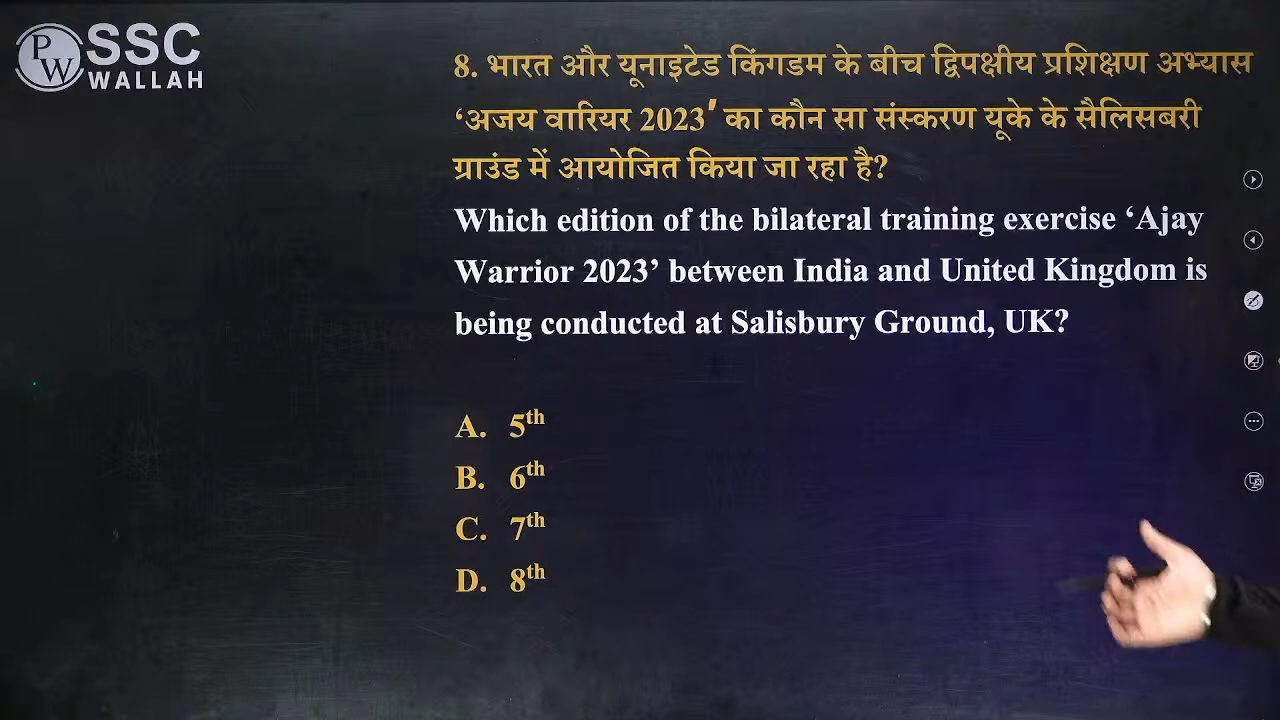 PW SSC
WALLAH
8. भारत और यूनाइटेड किंगडम के बीच द्विपक्षीय प्रशिक्षण अभ्यास
‘अजय वारियर 2023′ का कौन सा संस्करण यूके के सैलिसबरी
ग्राउंड में आयोजित किया जा रहा है?
Which edition of the bilateral training exercise ‘Ajay
Warrior 2023’ between India and United Kingdom is
being conducted at Salisbury Ground, UK?
A. 5th
B. 6th
C. 7th
D. 8th